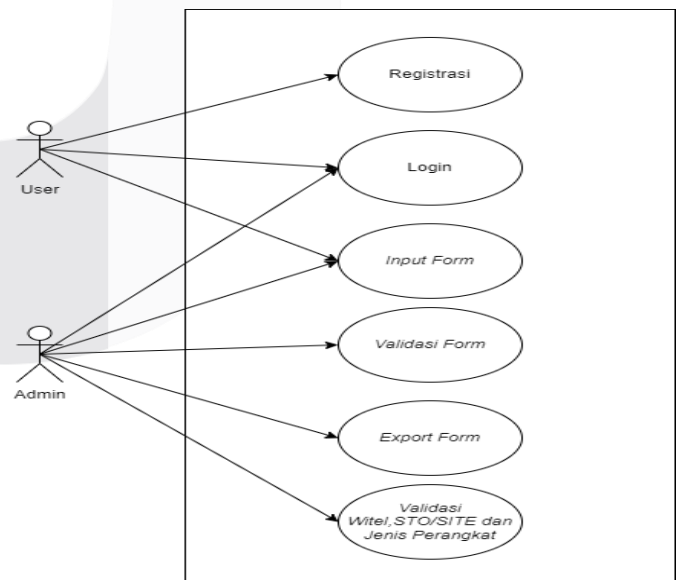 Registrasi
Login
User
Input Form
Validasi Form
Admin
Export Form
Validasi
Witel,STO/SITE dan
Jenis Perangkat